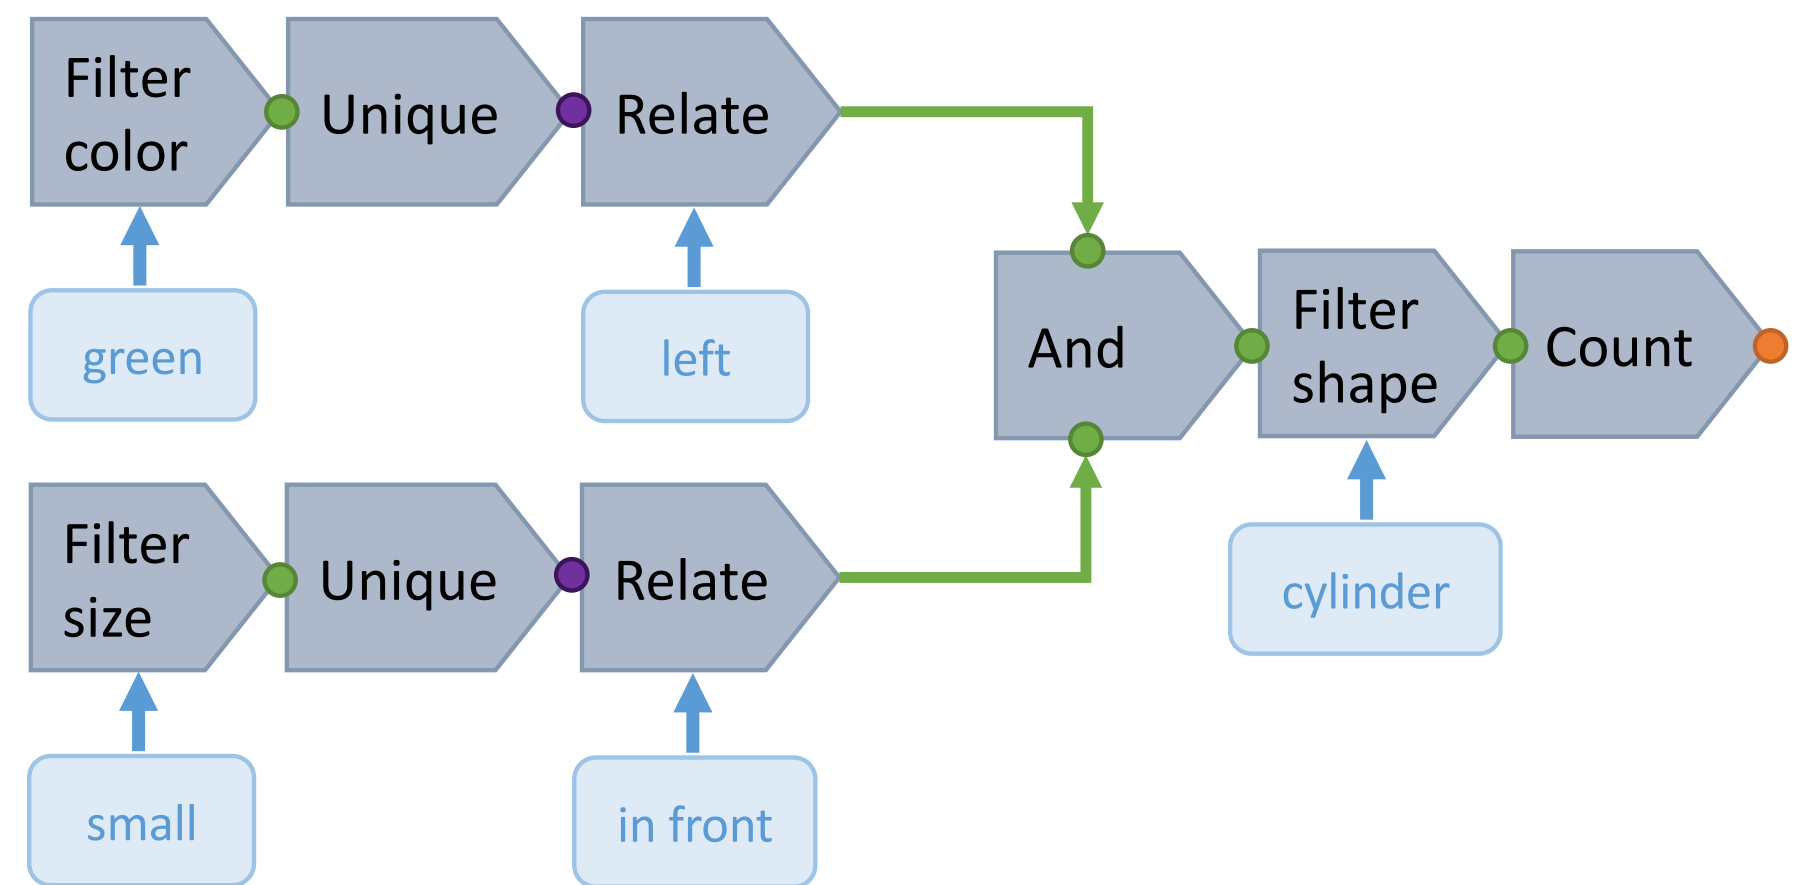 Filter
color
Unique
Relate
green
left
And
Filter
shape
Count
cylinder
Filter
size
Unique
Relate
small
in front